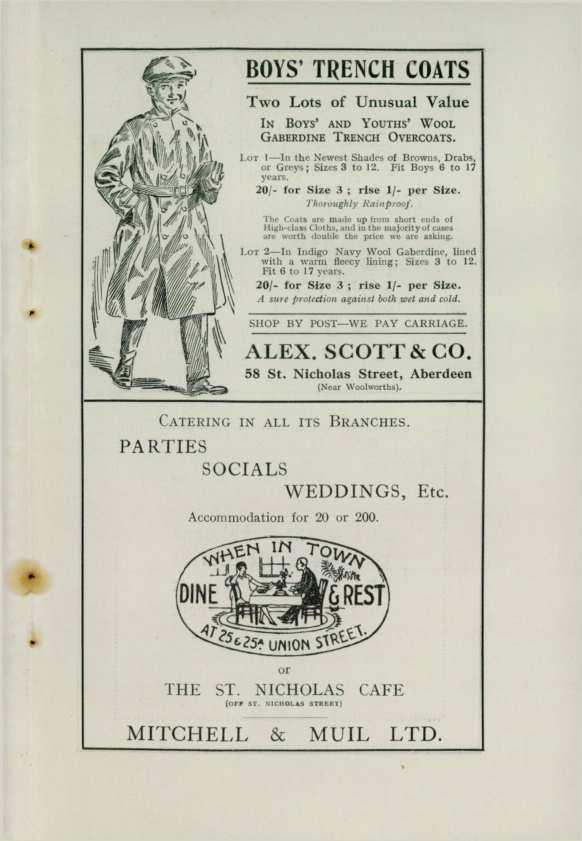 BOYS' TRENCH COATS
Two Lots of Unusual Value
IN BOYS' AND YOUTHS' WOOL
GABERDINE TRENCH OVERCOATS.
LOT 1—In the Newest Shades of Browns, Drabs,
or Greys; Sizes 3 to 12. Fit Boys 6 to 17
years.
20/- for Size 3; rise 1/- per Size.
Thoroughly Rainproof.
The Coats are made up from short ends of
High-class Cloths, and in the majority of cases
are worth double the price we are asking.
LOT 2—In Indigo Navy Wool Gaberdine, lined
with a warm fleecy lining; Sizes 3 to 12.
Fit 6 to 17 years.
20/- for Size 3; rise 1/- per Size.
A sure protection against both wet and cold.
SHOP BY POST—WE PAY CARRIAGE.
ALEX. SCOTT & CO.
58 St. Nicholas Street, Aberdeen
(Near Woolworths).
CATERING IN ALL ITS BRANCHES.
PARTIES
SOCIALS
WEDDINGS, Etc.
Accommodation for 20 or 200.
WHEN IN TOWN
DINE & REST
AT 25 & 25A UNION STREET.
or
THE ST. NICHOLAS CAFE
[OFF ST. NICHOLAS STREET]
MITCHELL & MUIL LTD.